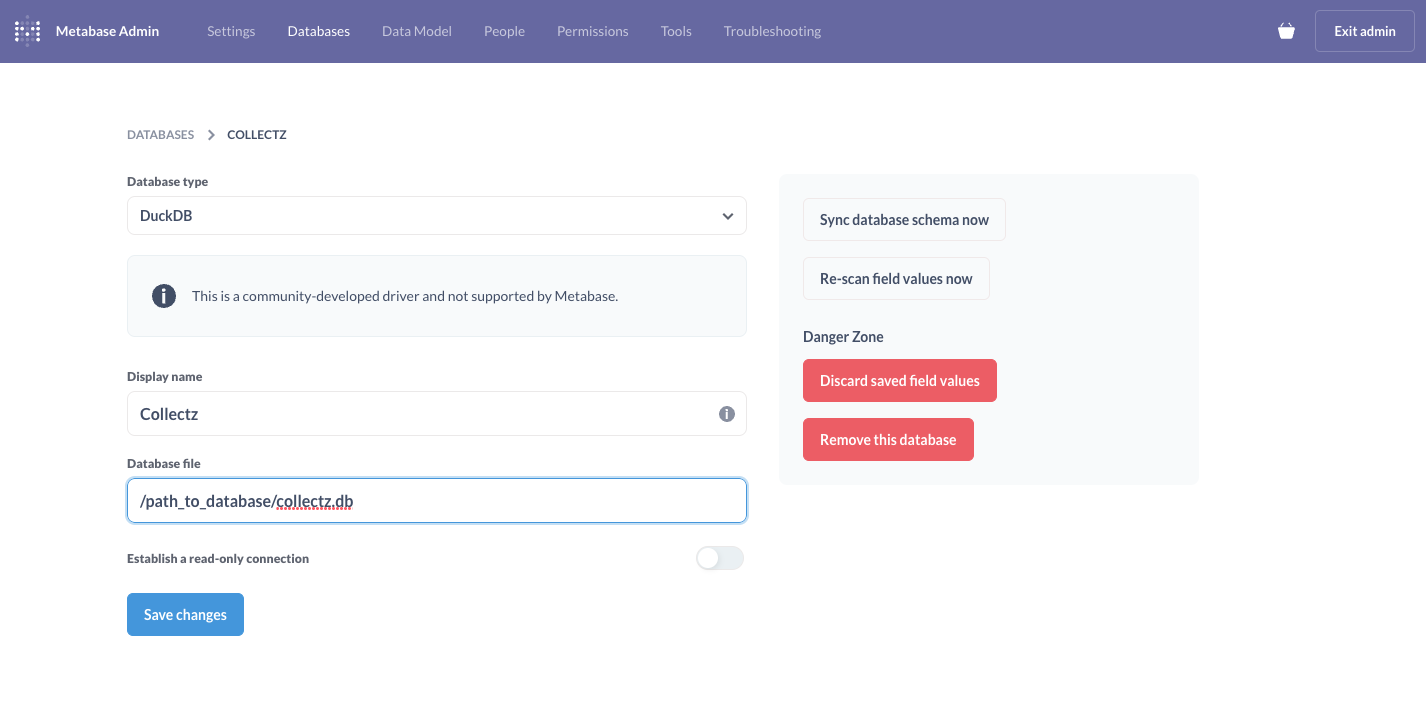 Metabase Admin Settings Databases Data Model People Permissions Tools Troubleshooting Exit admin
DATABASES COLLECTZ
Database type
DuckDB
This is a community-developed driver and not supported by Metabase.
Display name
Collectz
Database file
/path_to_database/collectz.db
Establish a read-only connection
Save changes
Sync database schema now
Re-scan field values now
Danger Zone
Discard saved field values
Remove this database